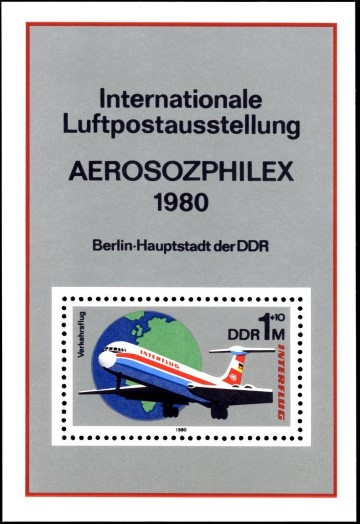 Internationale
Luftpostausstellung
AEROSOZPHILEX
1980
Berlin-Hauptstadt der DDR
Verkehrsflug
DDR 1+10 M
INTERFLUG
INTERFLUG
1980